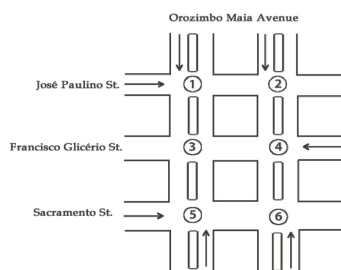 Orozimbo Maia Avenue
José Paulino St.
1
2
Francisco Glicério St.
3
4
Sacramento St.
5
6